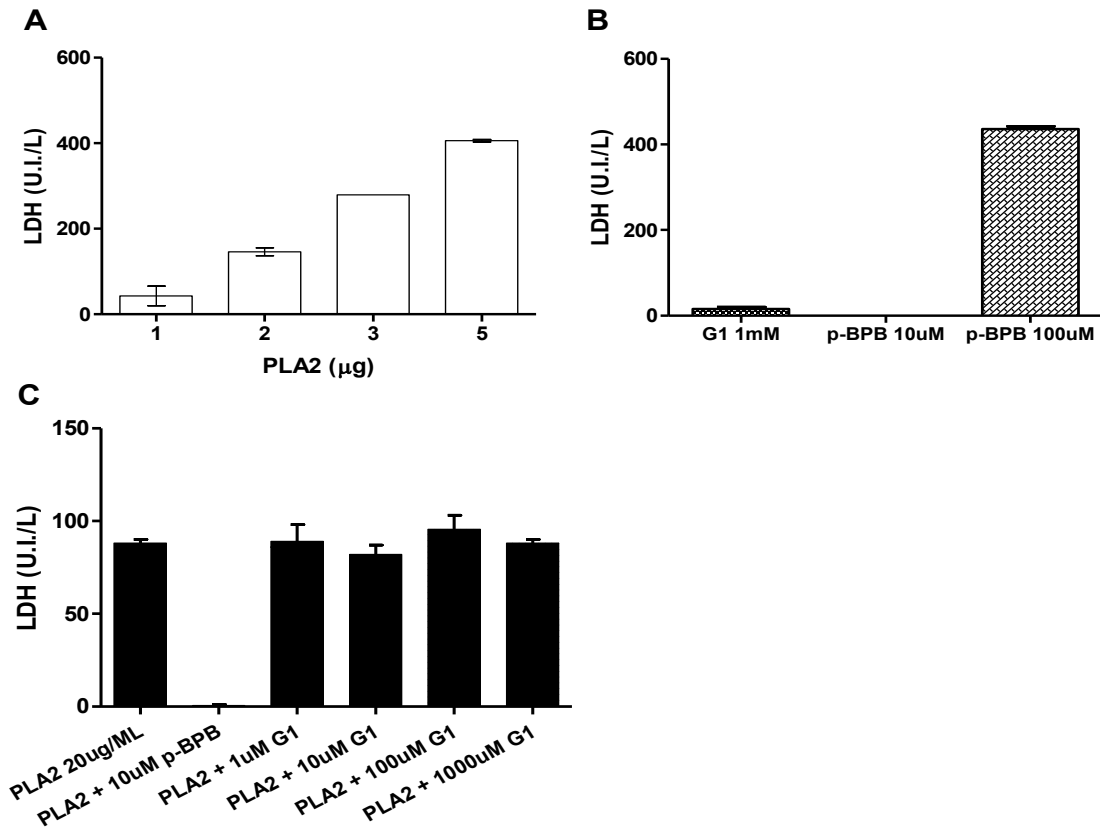 A
600
400
200
0
LDH (U.I./L)
1 2 3 5
PLA2 (μg)
B
600
400
200
0
LDH (U.I./L)
G1 1mM p-BPB 10uM p-BPB 100uM
C
150
100
50
0
LDH (U.I./L)
PLA2 20ug/ML
PLA2 + 10uM p-BPB
PLA2 + 1uM G1
PLA2 + 10uM G1
PLA2 + 100uM G1
PLA2 + 1000uM G1